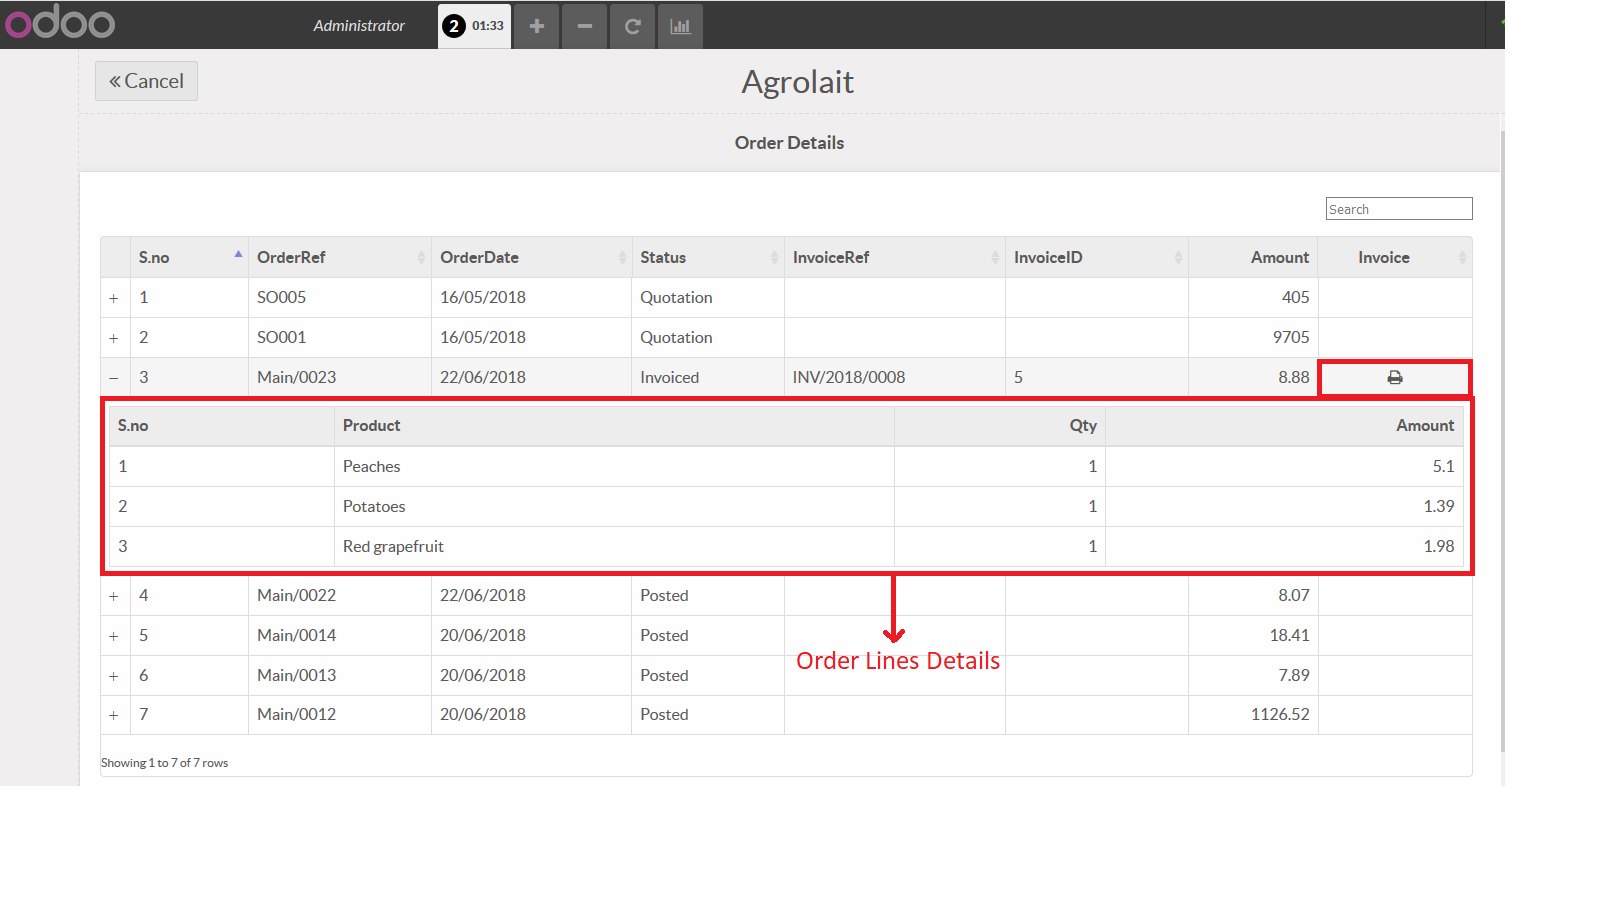 odoo Administrator 2 01:33
Cancel Agrolait
Order Details
Search
S.no OrderRef OrderDate Status InvoiceRef InvoiceID Amount Invoice
+ 1 SO005 16/05/2018 Quotation 405
+ 2 SO001 16/05/2018 Quotation 9705
− 3 Main/0023 22/06/2018 Invoiced INV/2018/0008 5 8.88
S.no Product Qty Amount
1 Peaches 1 5.1
2 Potatoes 1 1.39
3 Red grapefruit 1 1.98
+ 4 Main/0022 22/06/2018 Posted 8.07
+ 5 Main/0014 20/06/2018 Posted 18.41
Order Lines Details
+ 6 Main/0013 20/06/2018 Posted 7.89
+ 7 Main/0012 20/06/2018 Posted 1126.52
Showing 1 to 7 of 7 rows